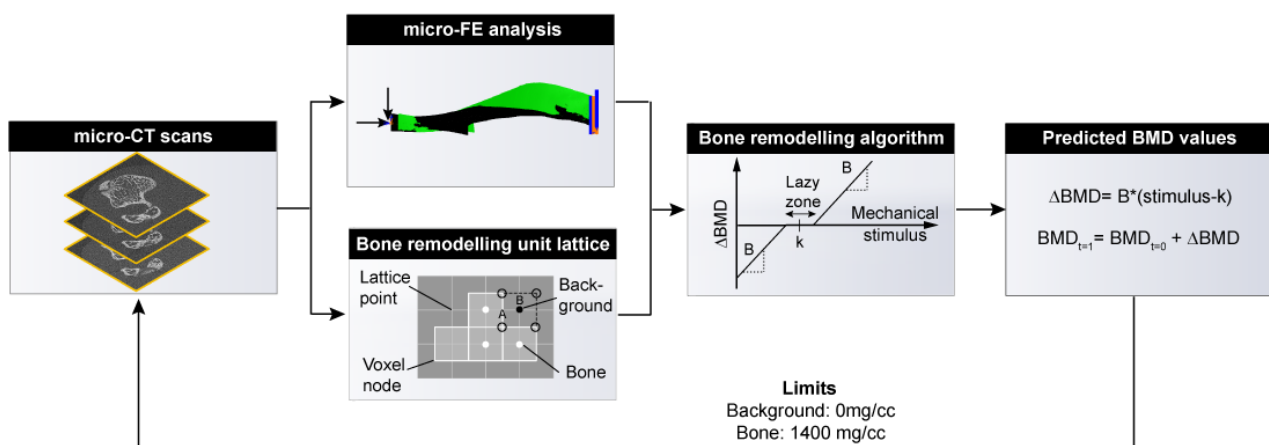 micro-FE analysis
micro-CT scans
Bone remodelling unit lattice
Lattice
point
A
B
Back-
ground
Voxel
node
Bone
Bone remodelling algorithm
ΔBMD
B
Lazy
zone
k
B
Mechanical
stimulus
Predicted BMD values
ΔBMD= B*(stimulus-k)
BMDt=1= BMDt=0 + ΔBMD
Limits
Background: 0mg/cc
Bone: 1400 mg/cc